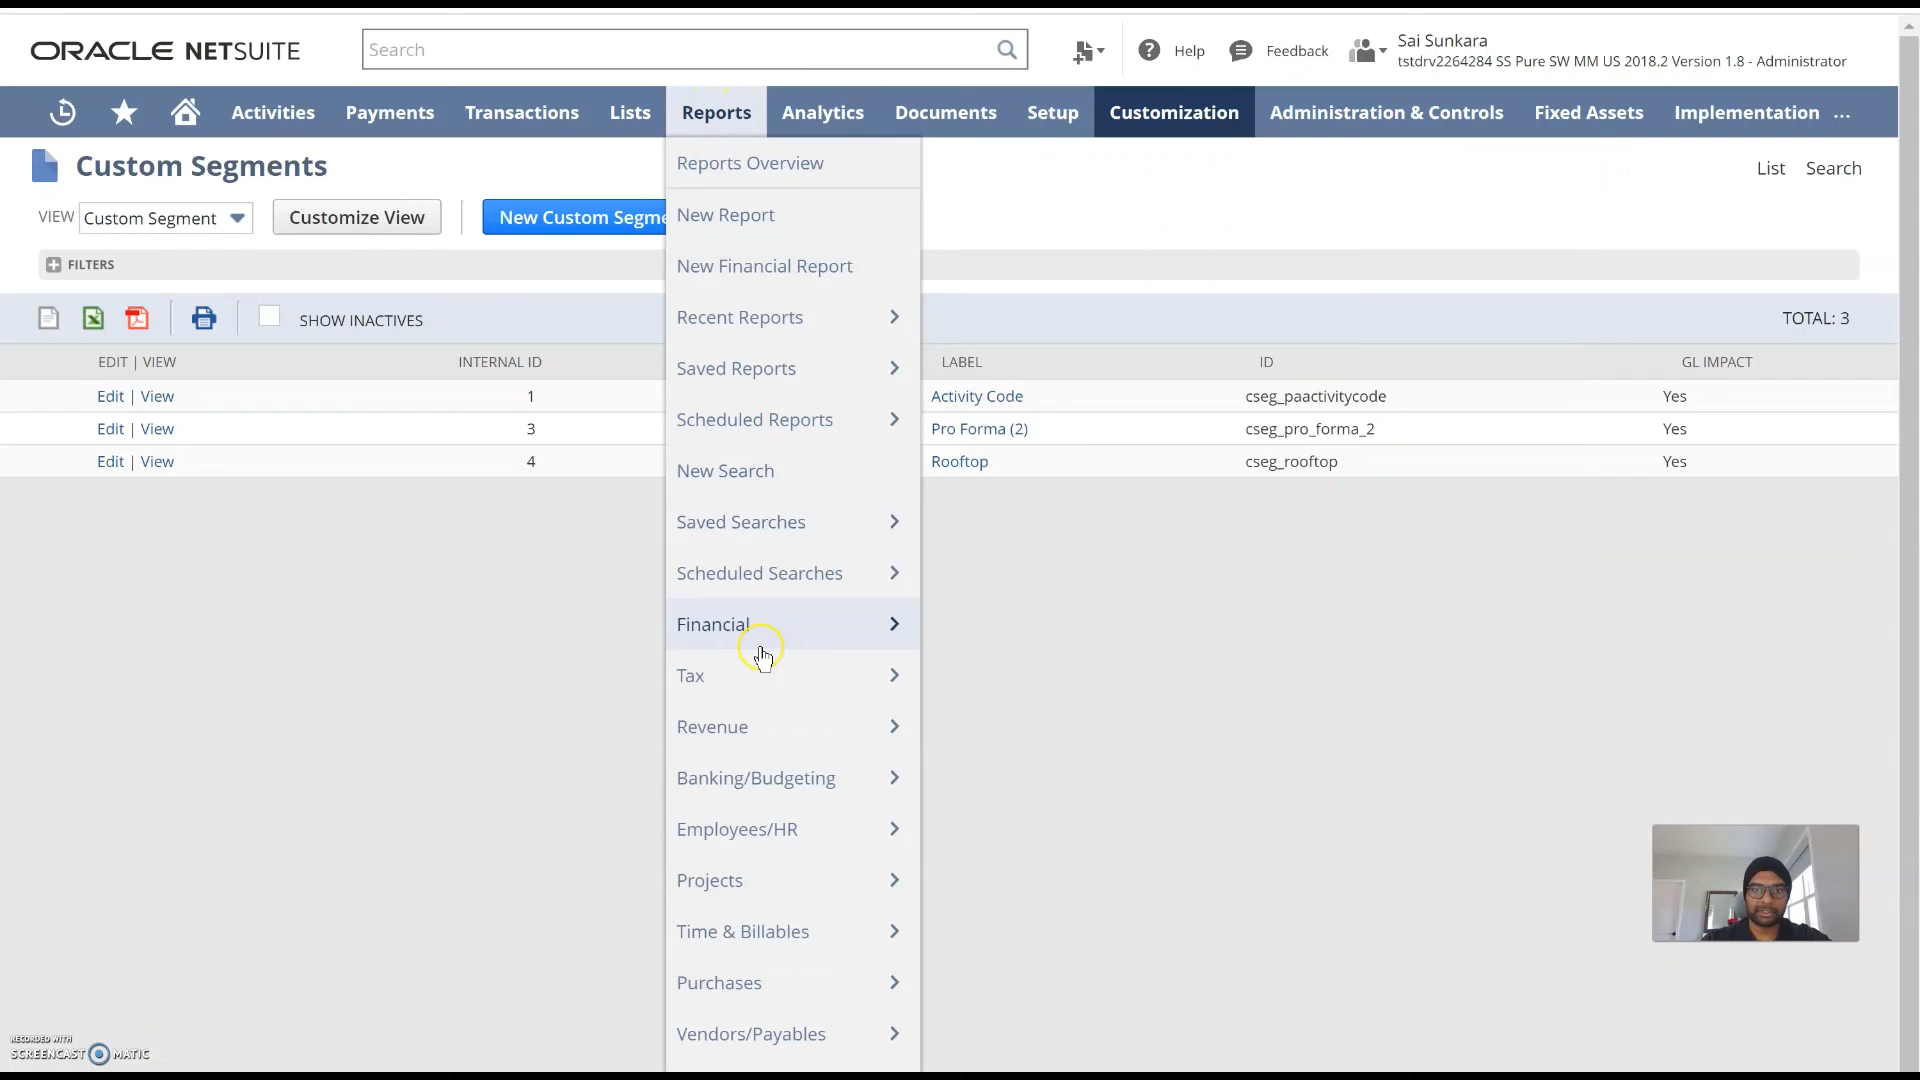 ORACLE NETSUITE
Search
Help
Feedback
Sai Sunkara
tstdrv2264284 SS Pure SW MM US 2018.2 Version 1.8 - Administrator
Activities Payments Transactions Lists Reports Analytics Documents Setup Customization Administration & Controls Fixed Assets Implementation ...
Custom Segments
List Search
VIEW Custom Segment
Customize View
New Custom Segme
FILTERS
SHOW INACTIVES
TOTAL: 3
EDIT | VIEW INTERNAL ID LABEL ID GL IMPACT
Edit | View 1 Activity Code cseg_paactivitycode Yes
Edit | View 3 Pro Forma (2) cseg_pro_forma_2 Yes
Edit | View 4 Rooftop cseg_rooftop Yes
Reports Overview
New Report
New Financial Report
Recent Reports
Saved Reports
Scheduled Reports
New Search
Saved Searches
Scheduled Searches
Financial
Tax
Revenue
Banking/Budgeting
Employees/HR
Projects
Time & Billables
Purchases
Vendors/Payables
RECORDED WITH
SCREENCAST MATIC